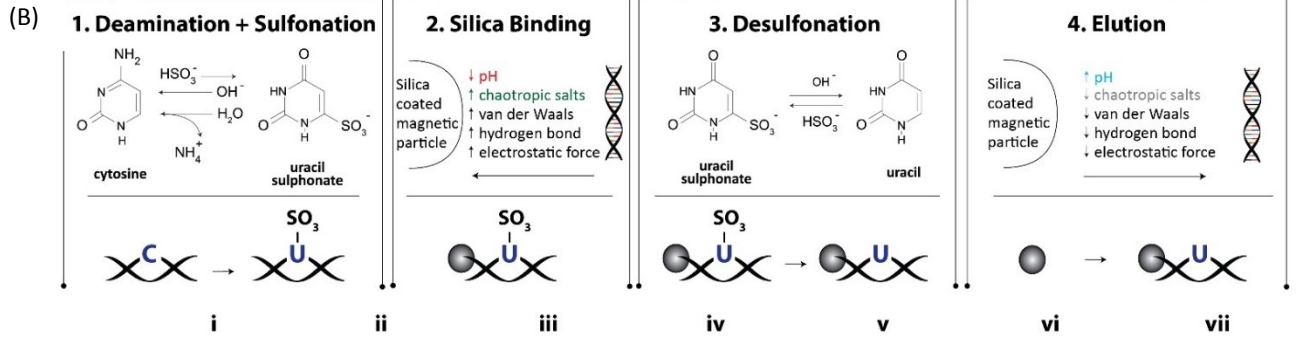 (B)
1. Deamination + Sulfonation
NH2
N
O
N
H
cytosine
HSO3-
OH-
H2O
NH4+
O
HN
O
N
H
SO3-
uracil
sulphonate
C
SO3
U
2. Silica Binding
Silica
coated
magnetic
particle
↓ pH
↑ chaotropic salts
↑ van der Waals
↑ hydrogen bond
↑ electrostatic force
SO3
U
3. Desulfonation
O
HN
O
N
H
SO3-
uracil
sulphonate
OH-
HSO3-
O
HN
O
N
H
uracil
SO3
U
U
4. Elution
Silica
coated
magnetic
particle
↑ pH
↓ chaotropic salts
↓ van der Waals
↓ hydrogen bond
↓ electrostatic force
U
i ii iii iv v vi vii